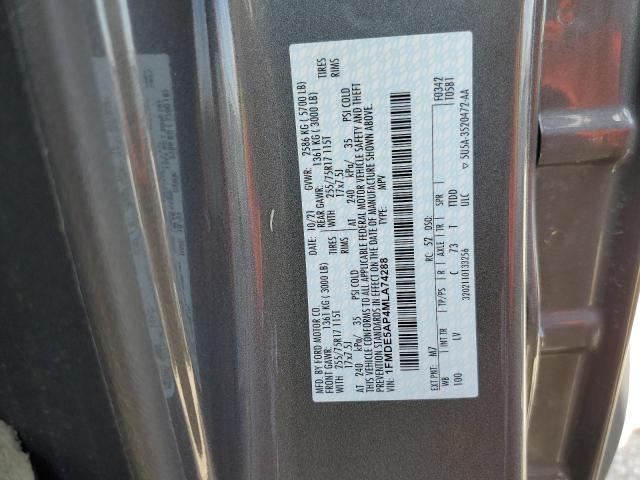 MFD. BY FORD MOTOR CO.
DATE: 10/21 GVWR: 2586 KG ( 5700 LB)
FRONT GAWR: 1361 KG ( 3000 LB) REAR GAWR: 1361 KG ( 3000 LB)
WITH 255/75R17 115T TIRES WITH 255/75R17 115T TIRES
17x7.5J RIMS 17x7.5J RIMS
AT 240 kPa/ 35 PSI COLD AT 240 kPa/ 35 PSI COLD
THIS VEHICLE CONFORMS TO ALL APPLICABLE FEDERAL MOTOR VEHICLE SAFETY AND THEFT
PREVENTION STANDARDS IN EFFECT ON THE DATE OF MANUFACTURE SHOWN ABOVE.
VIN: 1FMDE5AP4MLA74288 TYPE: MPV
F0342
T0581
EXT PNT: M7 RC: 52 DSO:
WB INT TR TP/PS R AXLE TR SPR
100 LV C 73 T TTDD
3202110133256 ULC
▽ 5U5A-3520472-AA